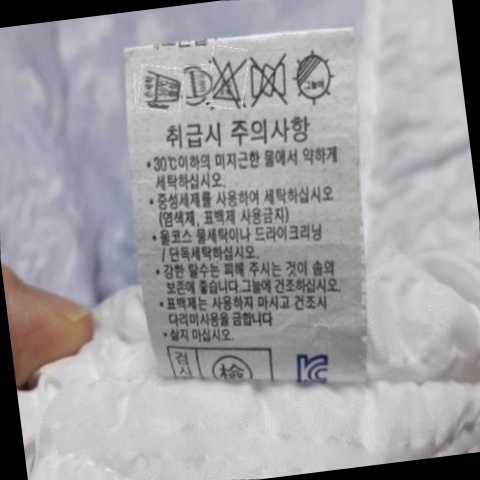 그늘에
취급시 주의사항
•30℃이하의 미지근한 물에서 약하게
세탁하십시오.
•중성세제를 사용하여 세탁하십시오
(염색제, 표백제 사용금지)
•울코스 물세탁이나 드라이크리닝
/ 단독세탁하십시오.
•강한 탈수는 피해 주시는 것이 솜의
보존에 좋습니다.그늘에 건조하십시오.
•표백제는 사용하지 마시고 건조시
다리미사용을 금합니다
•삶지 마십시오.
검 檢